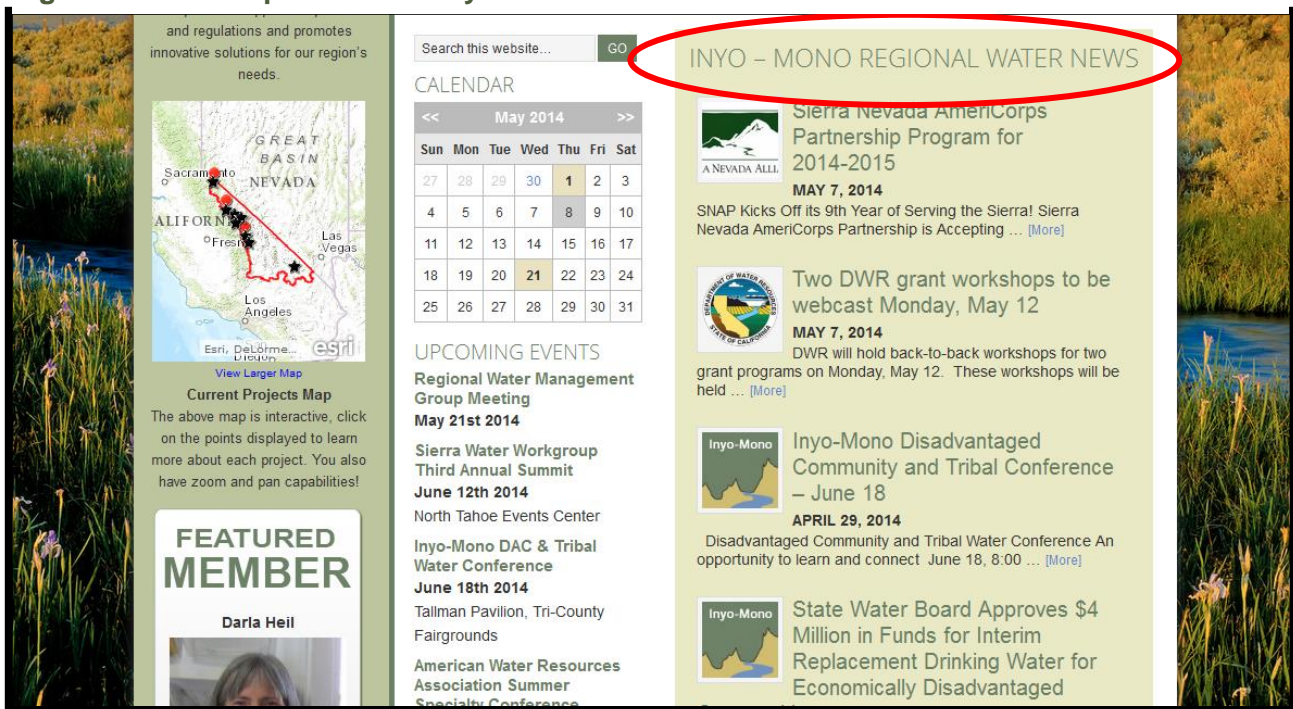 and regulations and promotes
innovative solutions for our region's
needs.
GREAT
BASIN
Sacramento
NEVADA
ALIFORN
Fresn
Las
Vegas
Los
Angeles
Esri, DeLorme...
esri
View Larger Map
Current Projects Map
The above map is interactive, click
on the points displayed to learn
more about each project. You also
have zoom and pan capabilities!
FEATURED
MEMBER
Darla Heil
Search this website...
GO
CALENDAR
<< May 2014 >>
Sun Mon Tue Wed Thu Fri Sat
27 28 29 30 1 2 3
4 5 6 7 8 9 10
11 12 13 14 15 16 17
18 19 20 21 22 23 24
25 26 27 28 29 30 31
UPCOMING EVENTS
Regional Water Management
Group Meeting
May 21st 2014
Sierra Water Workgroup
Third Annual Summit
June 12th 2014
North Tahoe Events Center
Inyo-Mono DAC & Tribal
Water Conference
June 18th 2014
Tallman Pavilion, Tri-County
Fairgrounds
American Water Resources
Association Summer
Specialty Conference
INYO – MONO REGIONAL WATER NEWS
A NEVADA ALLI
Sierra Nevada AmeriCorps
Partnership Program for
2014-2015
MAY 7, 2014
SNAP Kicks Off its 9th Year of Serving the Sierra! Sierra
Nevada AmeriCorps Partnership is Accepting … [More]
DEPARTMENT OF WATER RESOURCES
STATE OF CALIFORNIA
Two DWR grant workshops to be
webcast Monday, May 12
MAY 7, 2014
DWR will hold back-to-back workshops for two
grant programs on Monday, May 12. These workshops will be
held … [More]
Inyo-Mono
Inyo-Mono Disadvantaged
Community and Tribal Conference
– June 18
APRIL 29, 2014
Disadvantaged Community and Tribal Water Conference An
opportunity to learn and connect June 18, 8:00 … [More]
Inyo-Mono
State Water Board Approves $4
Million in Funds for Interim
Replacement Drinking Water for
Economically Disadvantaged